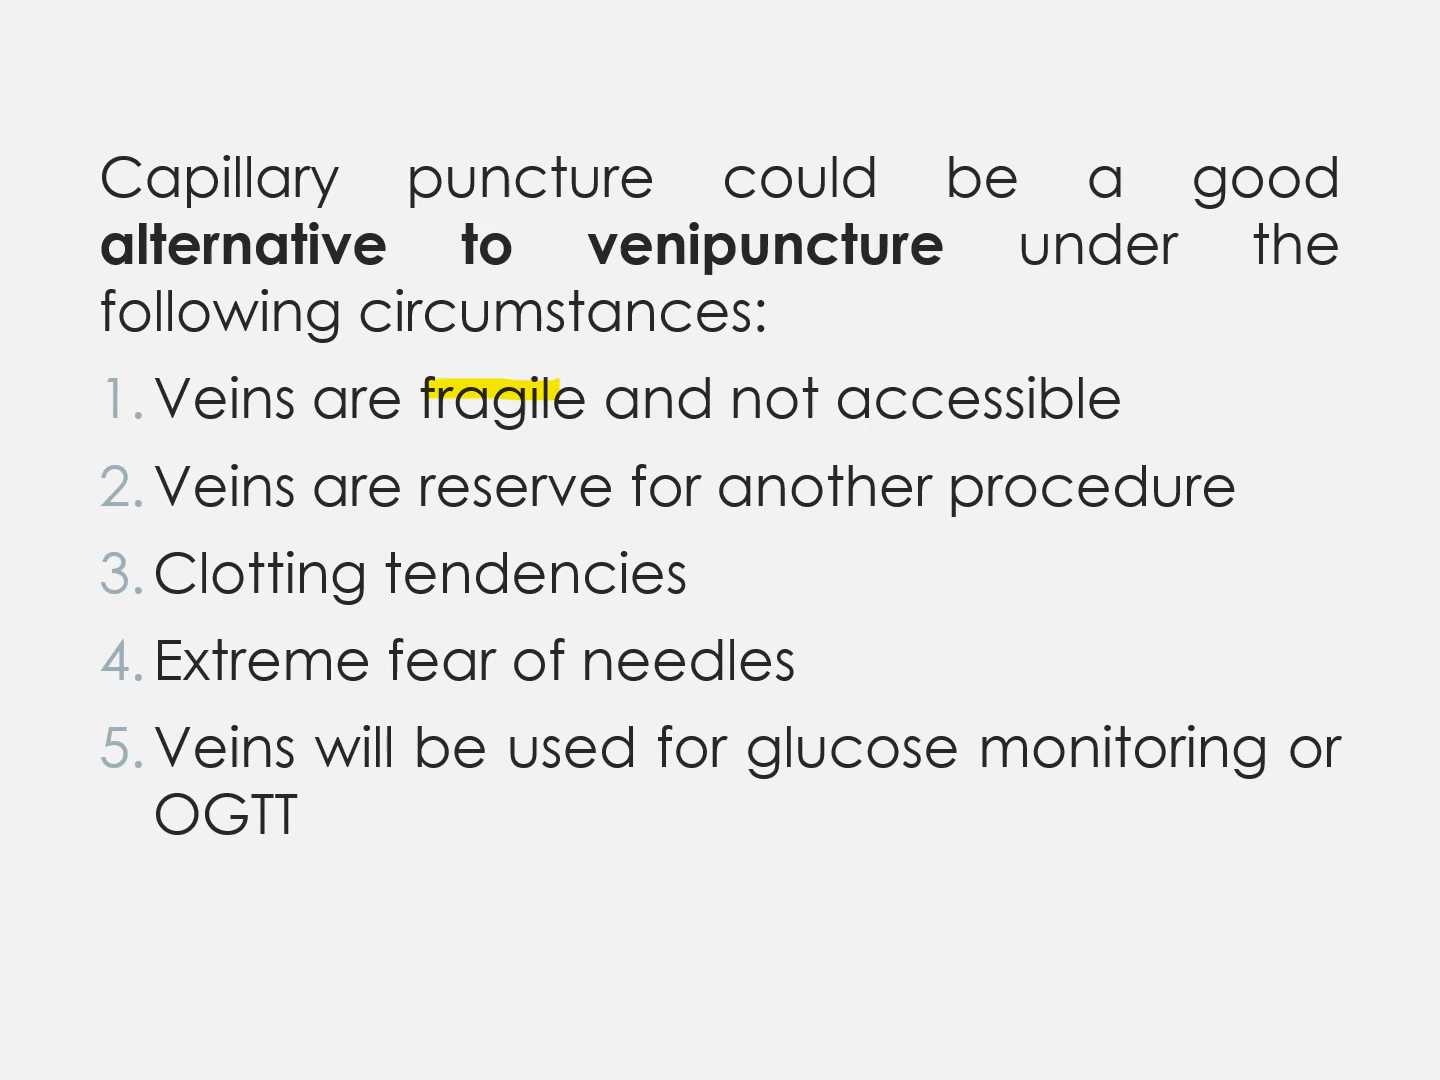 Capillary puncture could be a good
alternative to venipuncture under the
following circumstances:
1. Veins are fragile and not accessible
2. Veins are reserve for another procedure
3. Clotting tendencies
4. Extreme fear of needles
5. Veins will be used for glucose monitoring or
OGTT